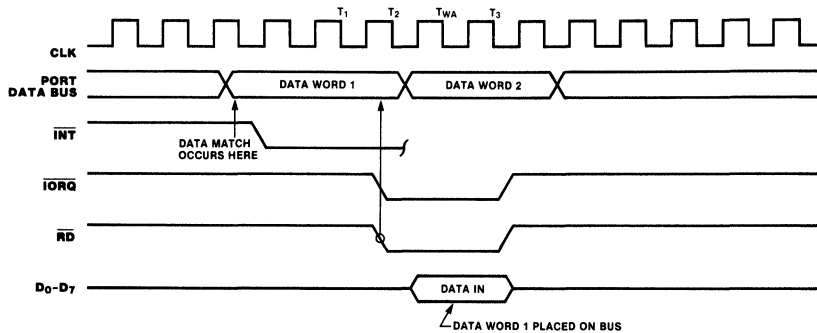 T1 T2 TWA T3
CLK
PORT
DATA BUS
DATA WORD 1
DATA WORD 2
INT
DATA MATCH
OCCURS HERE
IORQ
RD
D0-D7
DATA IN
DATA WORD 1 PLACED ON BUS